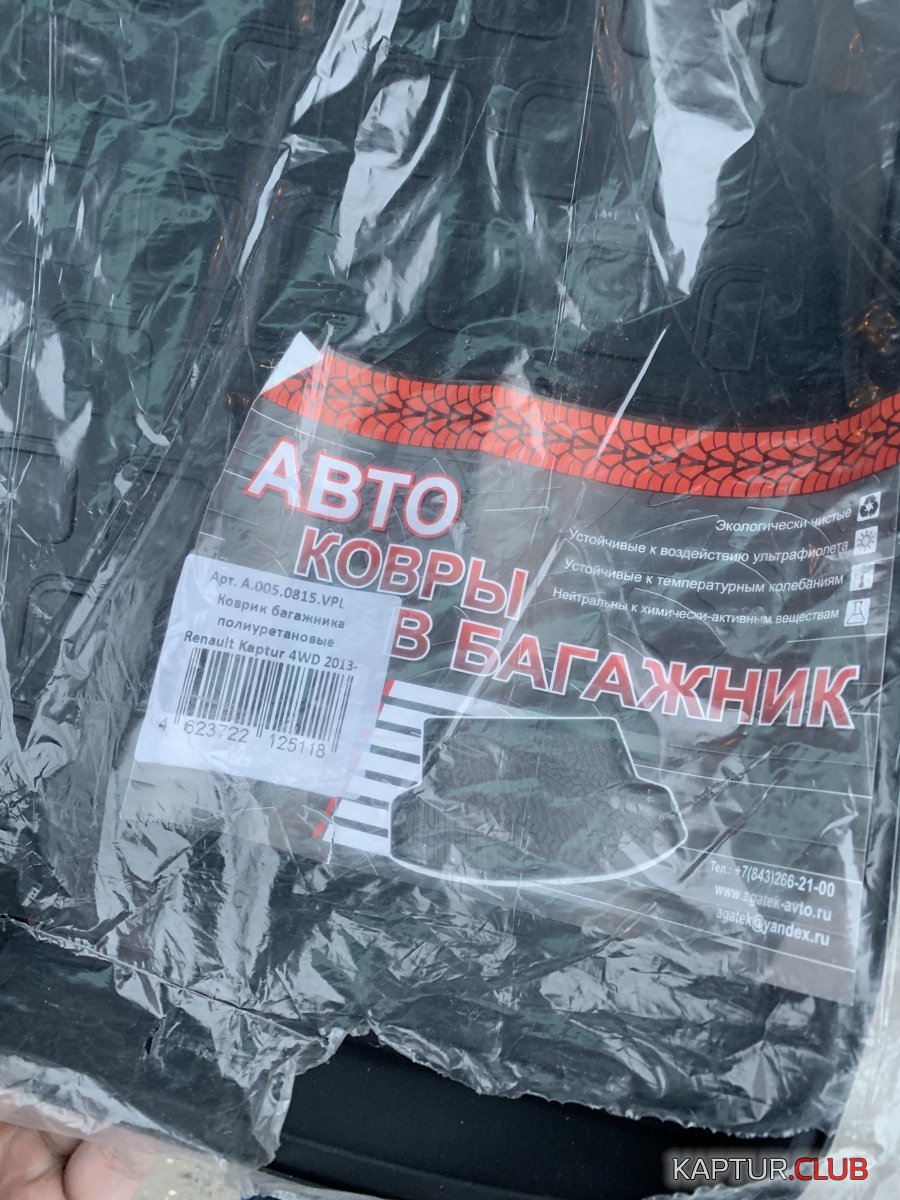 АВТО
КОВРЫ
В БАГАЖНИК
Экологически чистые
Устойчивые к воздействию ультрафиолета
Устойчивые к температурным колебаниям
Нейтральны к химически-активным веществам
Арт. A.005.0815.VPL
Коврик багажника
полиуретановые
Renault Kaptur 4WD 2013-
4 623722 125118
Тел.: +7(843)266-21-00
www.agatek-avto.ru
agatek@yandex.ru
KAPTUR.CLUB